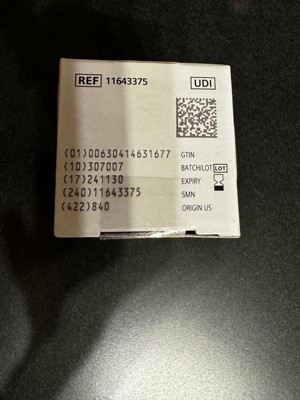 REF 11643375 UDI
(01)00630414631677 GTIN
(10)307007 BATCH/LOT LOT
(17)241130 EXPIRY
(240)11643375 SMN
(422)840 ORIGIN US